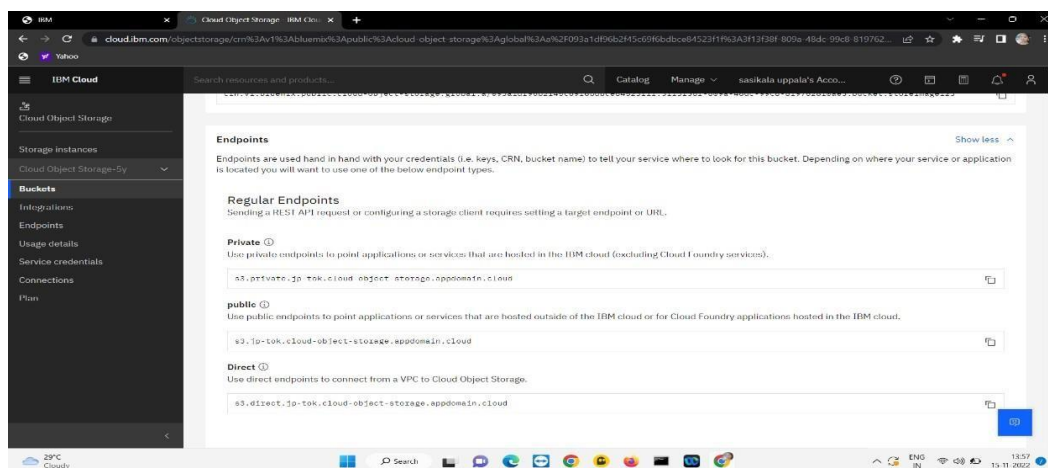 IBM
Cloud Object Storage - IBM Clou
cloud.ibm.com/objectstorage/
Yahoo
IBM Cloud
Search resources and products...
Catalog
Manage
sasikala uppala's Acco...
Cloud Object Storage
Storage instances
Cloud Object Storage-5y
Buckets
Integrations
Endpoints
Usage details
Service credentials
Connections
Plan
Endpoints
Show less
Endpoints are used hand in hand with your credentials (i.e. keys, CRN, bucket name) to tell your service where to look for this bucket. Depending on where your service or application
is located you will want to use one of the below endpoint types.
Regular Endpoints
Sending a REST API request or configuring a storage client requires setting a target endpoint or URL.
Private
Use private endpoints to point applications or services that are hosted in the IBM cloud (excluding Cloud Foundry services).
s3.private.jp-tok.cloud-object-storage.appdomain.cloud
public
Use public endpoints to point applications or services that are hosted outside of the IBM cloud or for Cloud Foundry applications hosted in the IBM cloud.
s3.jp-tok.cloud-object-storage.appdomain.cloud
Direct
Use direct endpoints to connect from a VPC to Cloud Object Storage.
s3.direct.jp-tok.cloud-object-storage.appdomain.cloud
29°C
Cloudy
Search
ENG
IN
13:57
15-11-2022